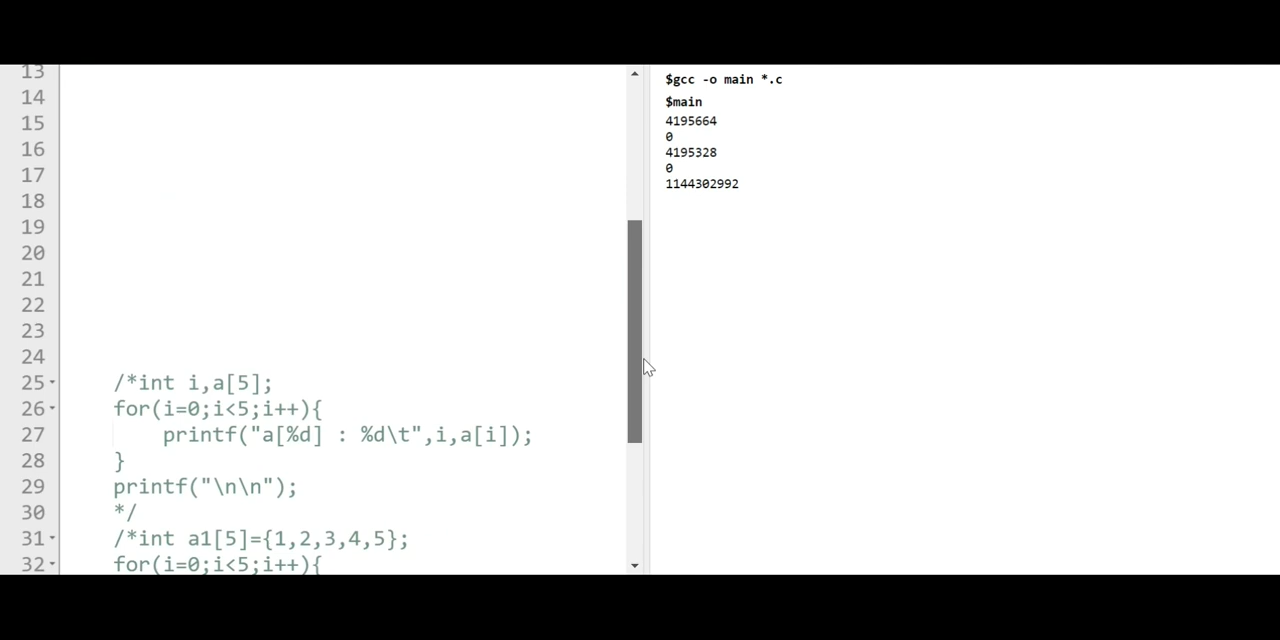 13
14
15
16
17
18
19
20
21
22
23
24
25 /*int i,a[5];
26 for(i=0;i<5;i++){
27 printf("a[%d] : %d\t",i,a[i]);
28 }
29 printf("\n\n");
30 */
31 /*int a1[5]={1,2,3,4,5};
32 for(i=0;i<5;i++){
$gcc -o main *.c
$main
4195664
0
4195328
0
1144302992